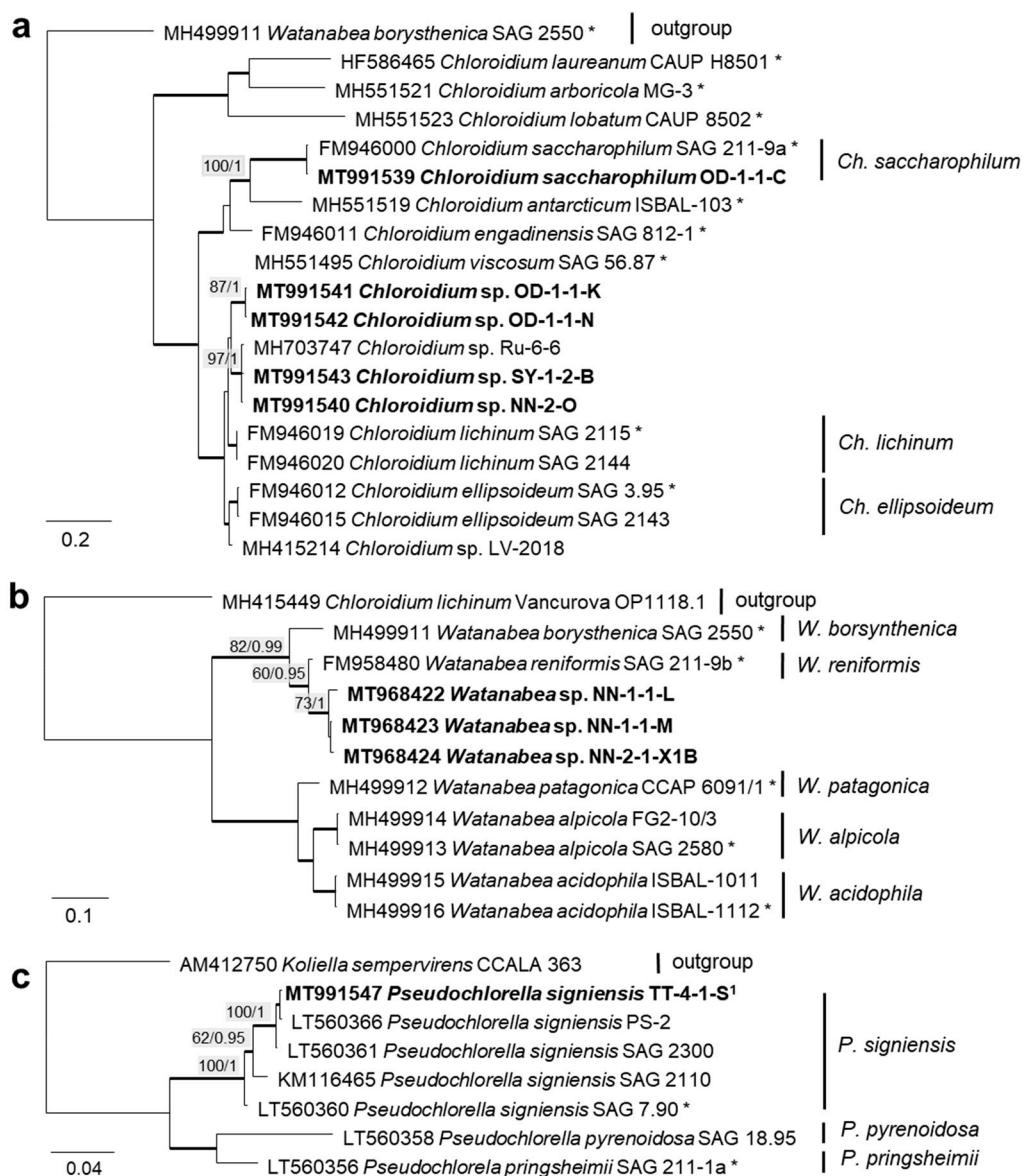 a
MH499911 Watanabea borysthenica SAG 2550 * outgroup
HF586465 Chloroidium laureanum CAUP H8501 *
MH551521 Chloroidium arboricola MG-3 *
MH551523 Chloroidium lobatum CAUP 8502 *
FM946000 Chloroidium saccharophilum SAG 211-9a *
Ch. saccharophilum
100/1
MT991539 Chloroidium saccharophilum OD-1-1-C
MH551519 Chloroidium antarcticum ISBAL-103 *
FM946011 Chloroidium engadinensis SAG 812-1 *
MH551495 Chloroidium viscosum SAG 56.87 *
87/1
MT991541 Chloroidium sp. OD-1-1-K
MT991542 Chloroidium sp. OD-1-1-N
MH703747 Chloroidium sp. Ru-6-6
97/1
MT991543 Chloroidium sp. SY-1-2-B
MT991540 Chloroidium sp. NN-2-O
FM946019 Chloroidium lichinum SAG 2115 *
Ch. lichinum
FM946020 Chloroidium lichinum SAG 2144
FM946012 Chloroidium ellipsoideum SAG 3.95 *
Ch. ellipsoideum
FM946015 Chloroidium ellipsoideum SAG 2143
0.2
MH415214 Chloroidium sp. LV-2018
b
MH415449 Chloroidium lichinum Vancurova OP1118.1 outgroup
MH499911 Watanabea borysthenica SAG 2550 * W. borsynthenica
82/0.99
FM958480 Watanabea reniformis SAG 211-9b * W. reniformis
60/0.95
MT968422 Watanabea sp. NN-1-1-L
73/1
MT968423 Watanabea sp. NN-1-1-M
MT968424 Watanabea sp. NN-2-1-X1B
MH499912 Watanabea patagonica CCAP 6091/1 * W. patagonica
MH499914 Watanabea alpicola FG2-10/3
W. alpicola
MH499913 Watanabea alpicola SAG 2580 *
MH499915 Watanabea acidophila ISBAL-1011
W. acidophila
0.1
MH499916 Watanabea acidophila ISBAL-1112 *
c
AM412750 Koliella sempervirens CCALA 363 outgroup
MT991547 Pseudochlorella signiensis TT-4-1-S¹
100/1
LT560366 Pseudochlorella signiensis PS-2
62/0.95
LT560361 Pseudochlorella signiensis SAG 2300
P. signiensis
100/1
KM116465 Pseudochlorella signiensis SAG 2110
LT560360 Pseudochlorella signiensis SAG 7.90 *
LT560358 Pseudochlorella pyrenoidosa SAG 18.95 P. pyrenoidosa
0.04
LT560356 Pseudochlorella pringsheimii SAG 211-1a * P. pringsheimii